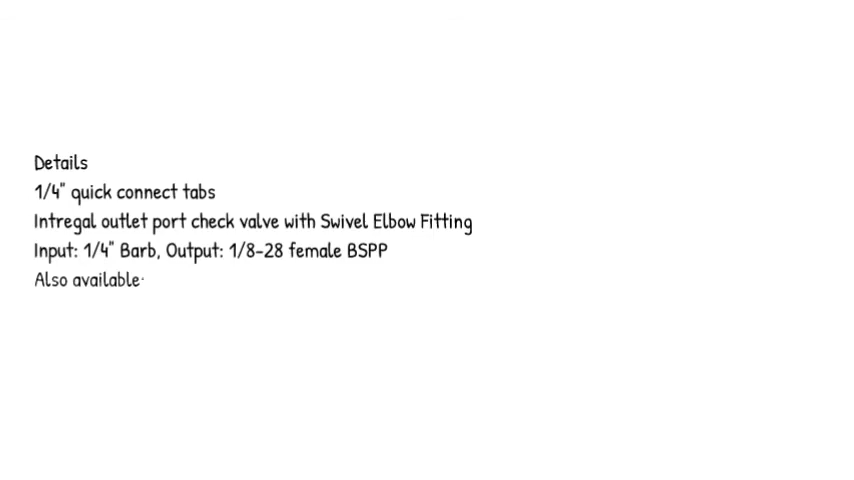 Details
1/4" quick connect tabs
Intregal outlet port check valve with Swivel Elbow Fitting
Input: 1/4" Barb, Output: 1/8-28 female BSPP
Also available